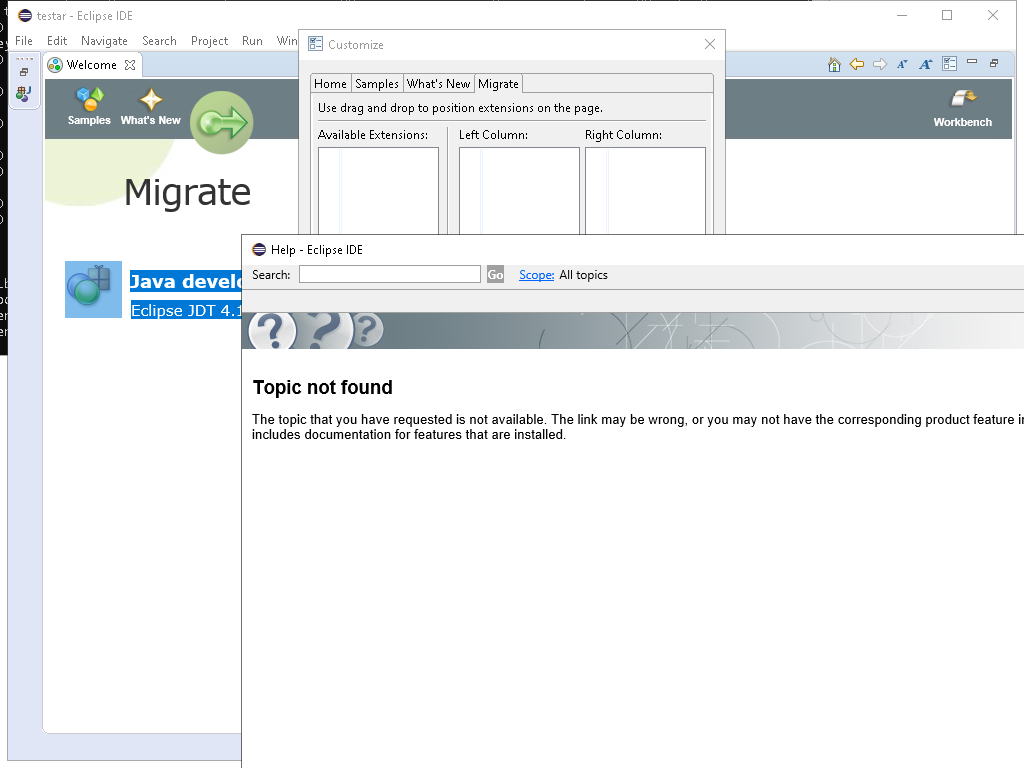 testar - Eclipse IDE
File Edit Navigate Search Project Run Win
Customize
Welcome
Home Samples What's New Migrate
Use drag and drop to position extensions on the page.
Samples What's New
Workbench
Available Extensions: Left Column: Right Column:
Migrate
Help - Eclipse IDE
Search: Go Scope: All topics
Java develo
Eclipse JDT 4.1
Topic not found
The topic that you have requested is not available. The link may be wrong, or you may not have the corresponding product feature in
includes documentation for features that are installed.